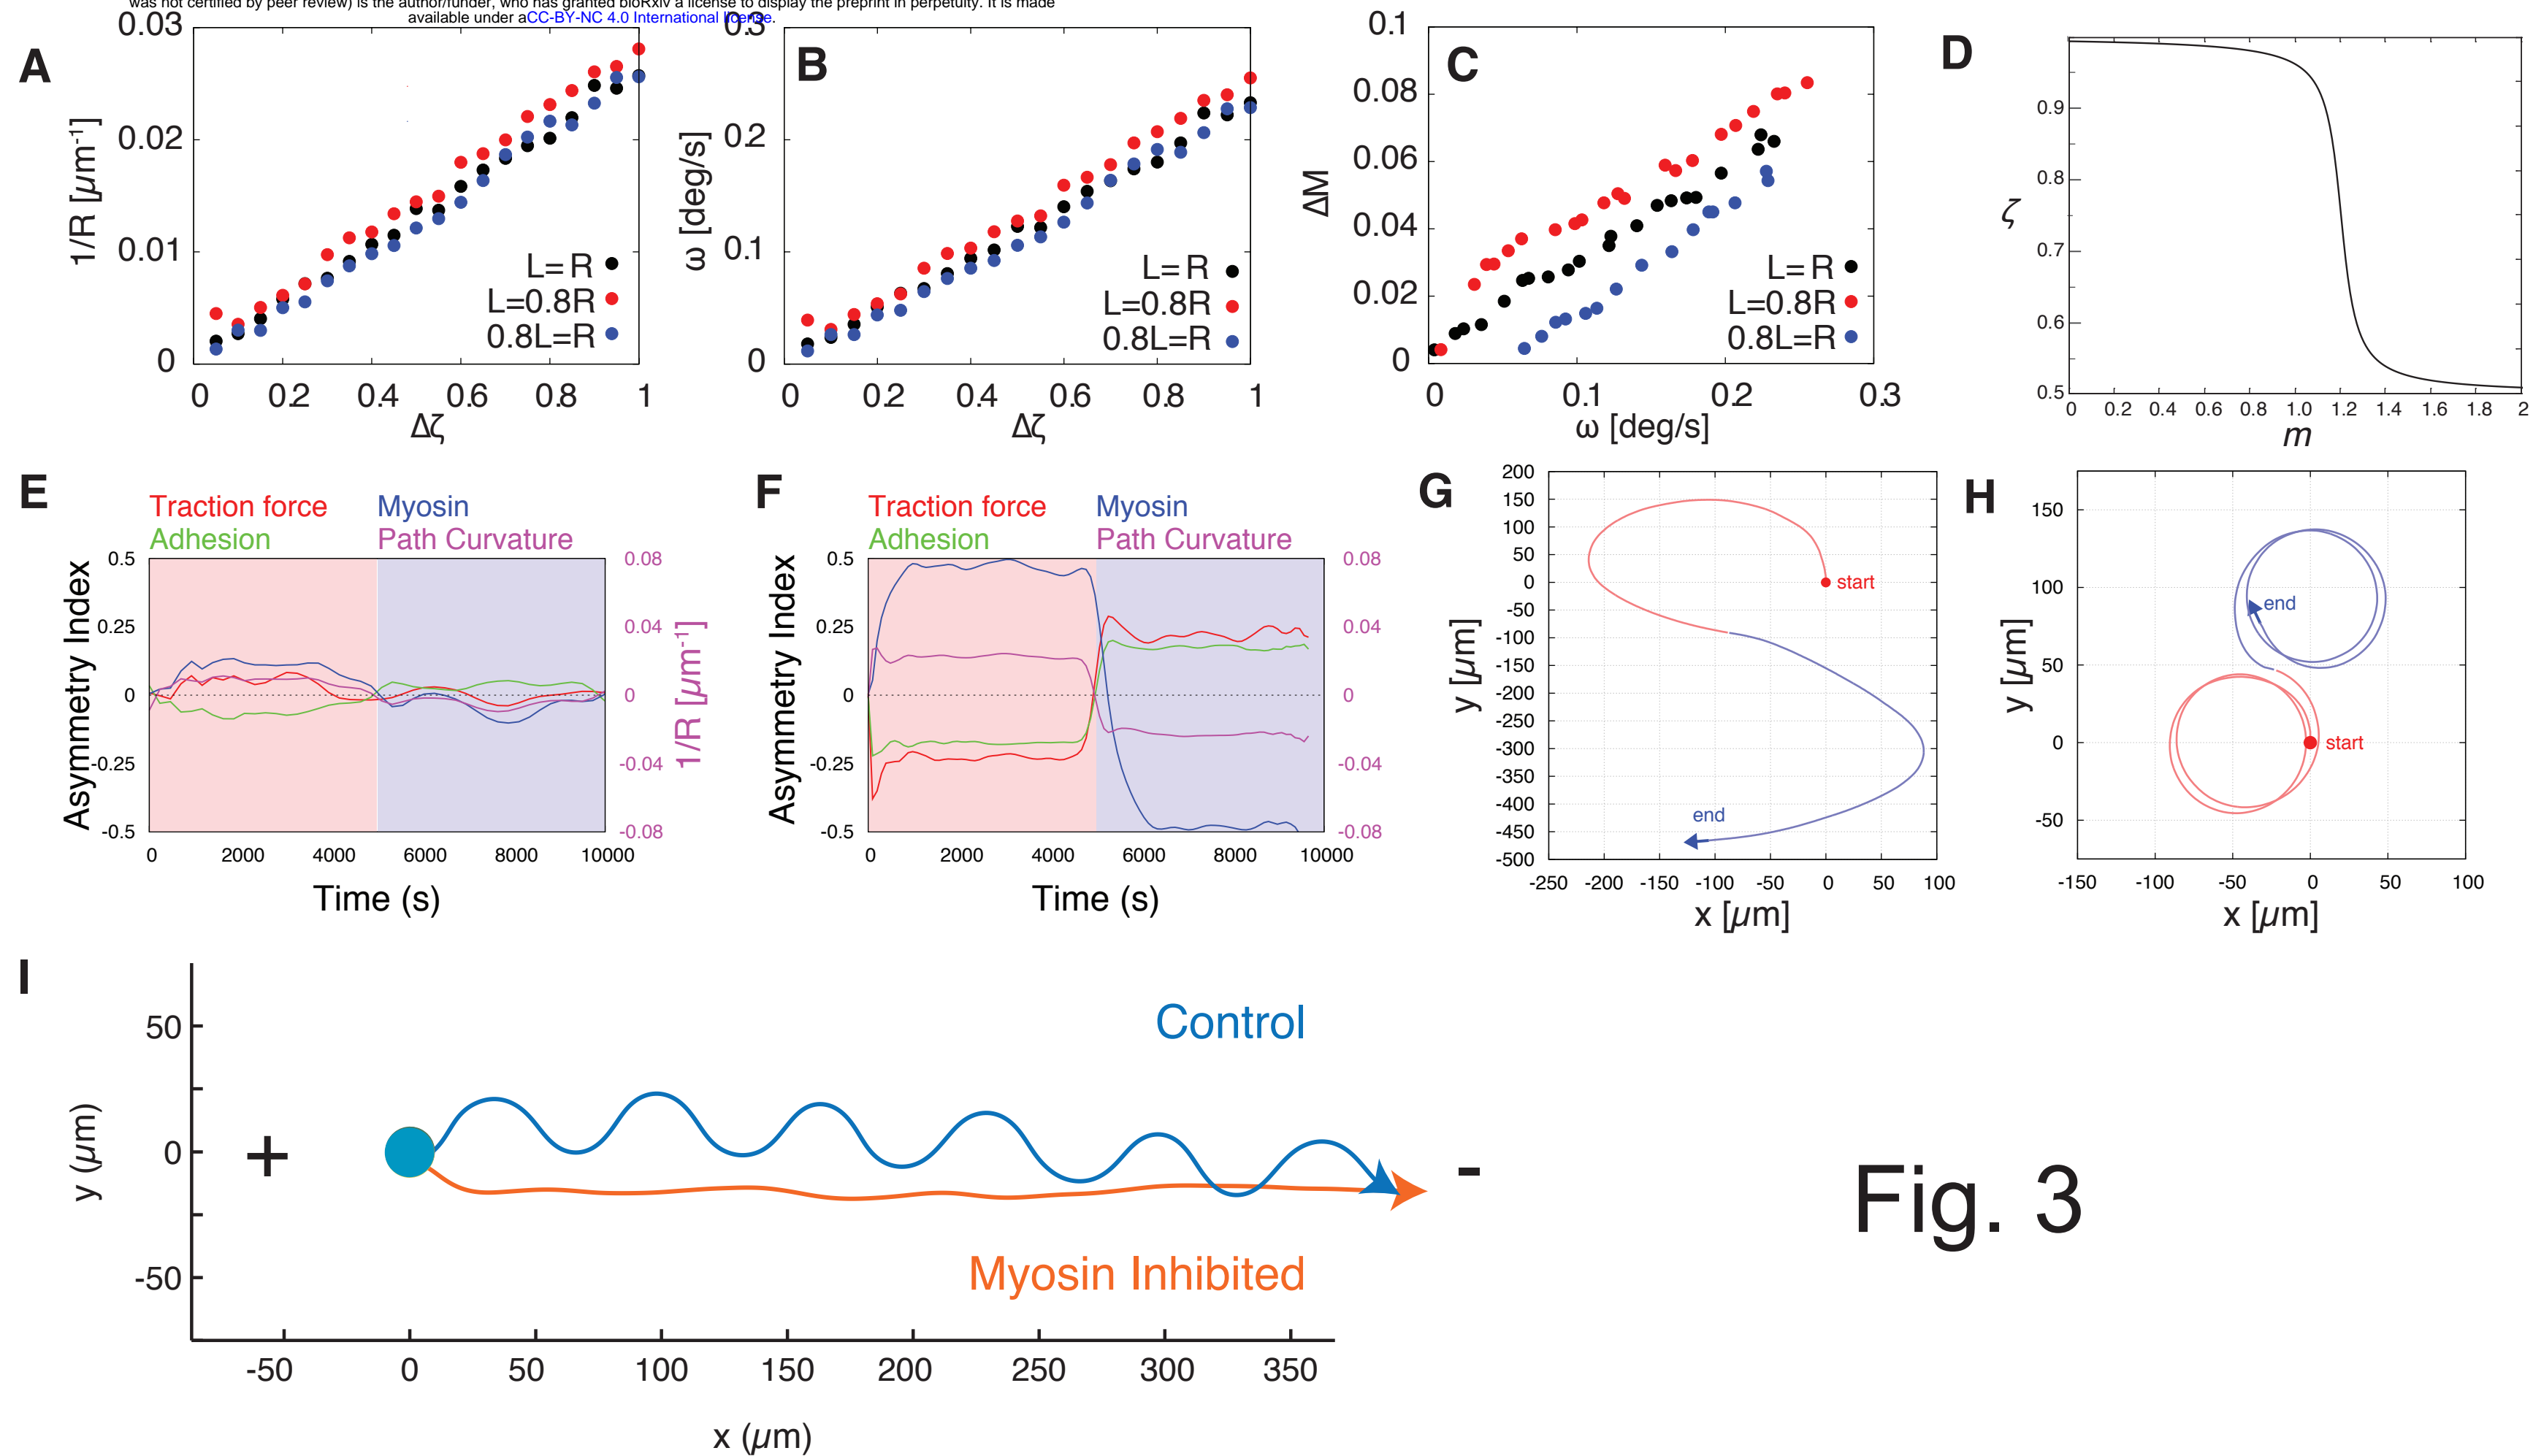 was not certified by peer review) is the author/funder, who has granted bioRxiv a license to display the preprint in perpetuity. It is made
available under aCC-BY-NC 4.0 International license.
A
0.03
0.02
0.01
0
1/R [µm-1]
L= R
L=0.8R
0.8L=R
0 0.2 0.4 0.6 0.8 1
Δζ
B
0.3
0.2
0.1
0
ω [deg/s]
L= R
L=0.8R
0.8L=R
0 0.2 0.4 0.6 0.8 1
Δζ
C
0.1
0.08
0.06
0.04
0.02
0
ΔM
L= R
L=0.8R
0.8L=R
0 0.1 0.2 0.3
ω [deg/s]
D
0.9
0.8
0.7
0.6
0.5
ζ
0 0.2 0.4 0.6 0.8 1.0 1.2 1.4 1.6 1.8 2
m
E
Traction force Myosin
Adhesion Path Curvature
0.5
0.25
0
-0.25
-0.5
Asymmetry Index
0.08
0.04
0
-0.04
-0.08
1/R [µm-1]
0 2000 4000 6000 8000 10000
Time (s)
F
Traction force Myosin
Adhesion Path Curvature
0.5
0.25
0
-0.25
-0.5
Asymmetry Index
0.08
0.04
0
-0.04
-0.08
0 2000 4000 6000 8000 10000
Time (s)
G
200
150
100
50
0
-50
-100
-150
-200
-250
-300
-350
-400
-450
-500
y [µm]
start
end
-250 -200 -150 -100 -50 0 50 100
x [µm]
H
150
100
50
0
-50
y [µm]
end
start
-150 -100 -50 0 50 100
x [µm]
I
50
0
-50
y (µm)
+
Control
-
Myosin Inhibited
-50 0 50 100 150 200 250 300 350
x (µm)
Fig. 3